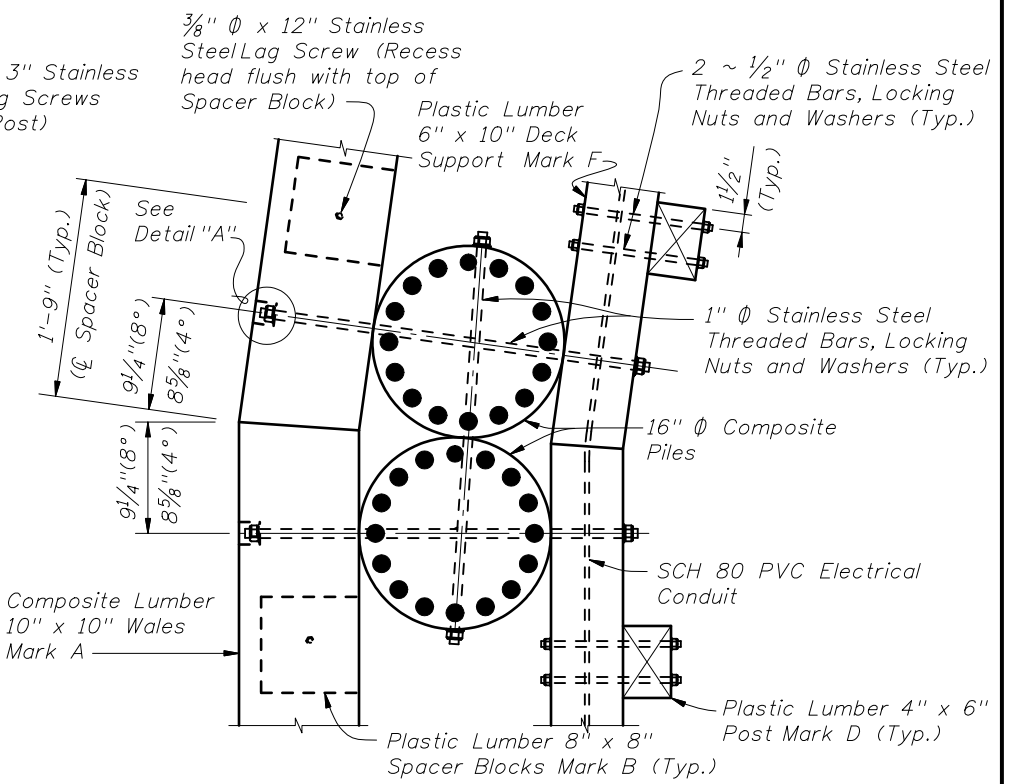 3" Stainless
g Screws
Post)
3/8" Φ x 12" Stainless
Steel Lag Screw (Recess
head flush with top of
Spacer Block)
Plastic Lumber
6" x 10" Deck
Support Mark F
2 ~ 1/2" Φ Stainless Steel
Threaded Bars, Locking
Nuts and Washers (Typ.)
1 1/2"
(Typ.)
See
Detail "A"
1'-9" (Typ.)
(℄ Spacer Block)
9 1/4"(8°)
8 5/8"(4°)
1" Φ Stainless Steel
Threaded Bars, Locking
Nuts and Washers (Typ.)
16" Φ Composite
Piles
9 1/4"(8°)
8 5/8"(4°)
SCH 80 PVC Electrical
Conduit
Composite Lumber
10" x 10" Wales
Mark A
Plastic Lumber 4" x 6"
Post Mark D (Typ.)
Plastic Lumber 8" x 8"
Spacer Blocks Mark B (Typ.)